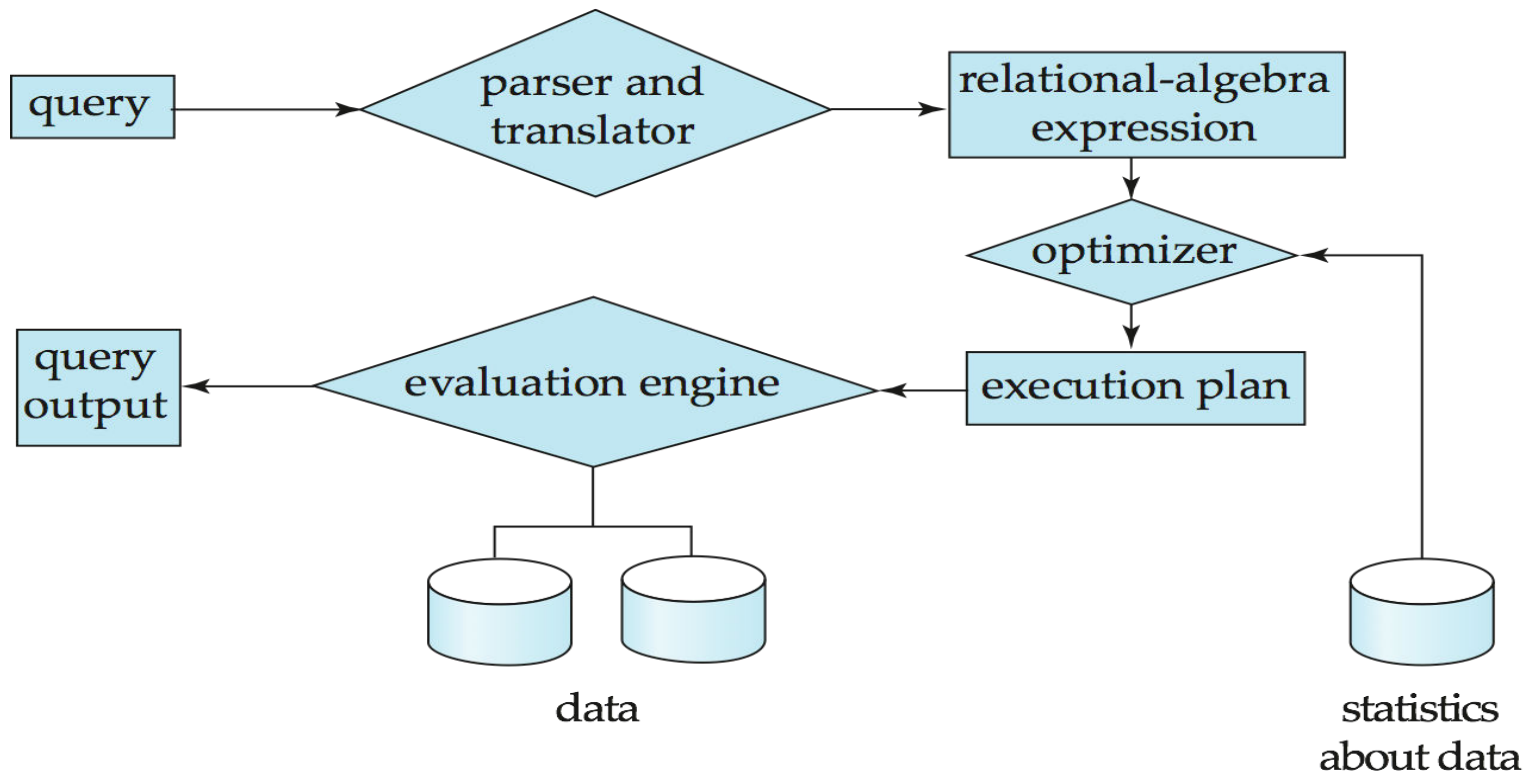 query
parser and
translator
relational-algebra
expression
optimizer
execution plan
evaluation engine
query
output
data
statistics
about data